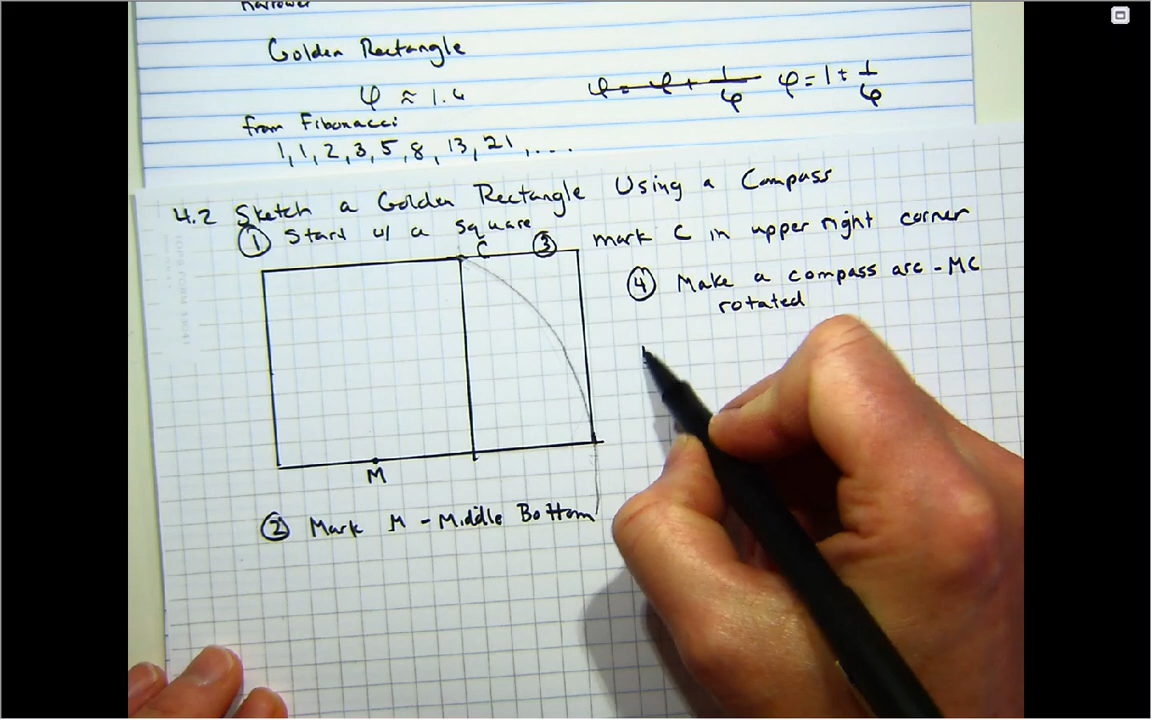 narrower
Golden Rectangle
φ ≈ 1.6
φ = φ + 1/φ φ = 1 + 1/φ
from Fibonacci
1, 1, 2, 3, 5, 8, 13, 21, ...
4.2 Sketch a Golden Rectangle Using a Compass
① Start w/ a square
C
③ mark C in upper right corner
④ Make a compass arc - MC
rotated
M
② Mark M - Middle Bottom